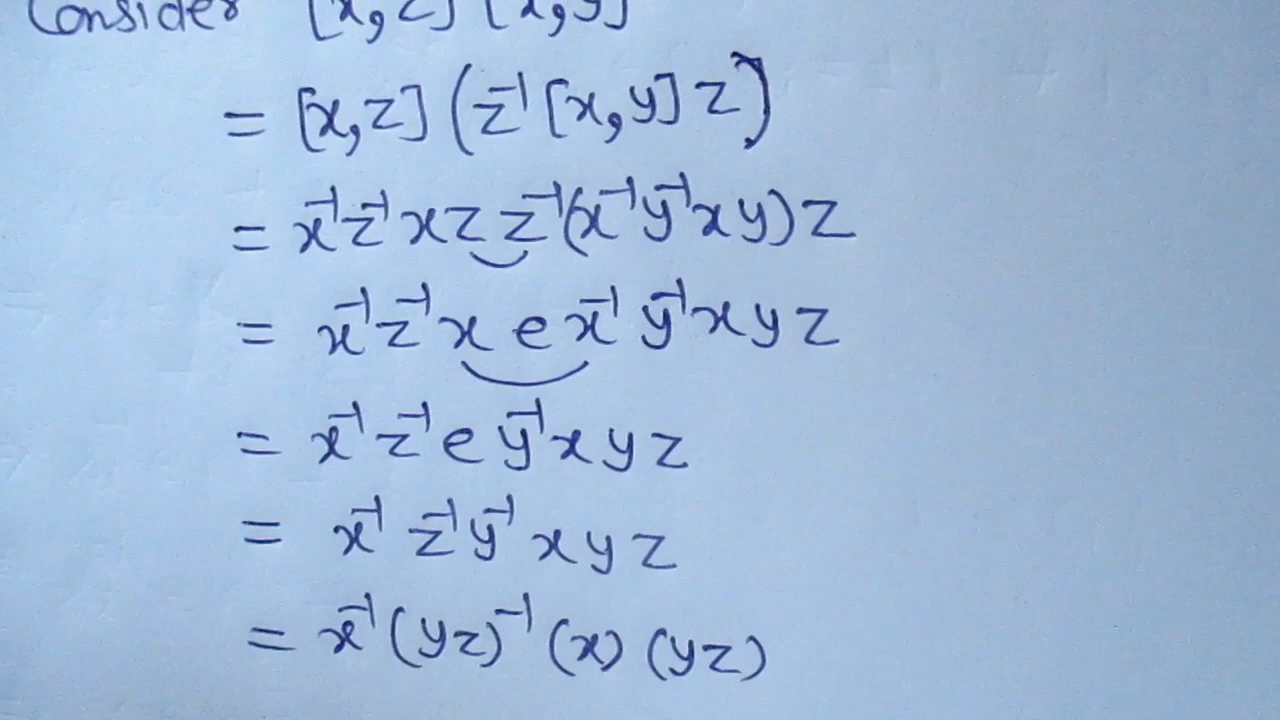 Consider [x,z] [x,y]
= [x,z] (z⁻¹ [x,y] z)
= x⁻¹z⁻¹xz z⁻¹(x⁻¹y⁻¹xy)z
= x⁻¹z⁻¹x e x⁻¹ y⁻¹xyz
= x⁻¹z⁻¹e y⁻¹xyz
= x⁻¹ z⁻¹y⁻¹ xyz
= x⁻¹(yz)⁻¹ (x) (yz)